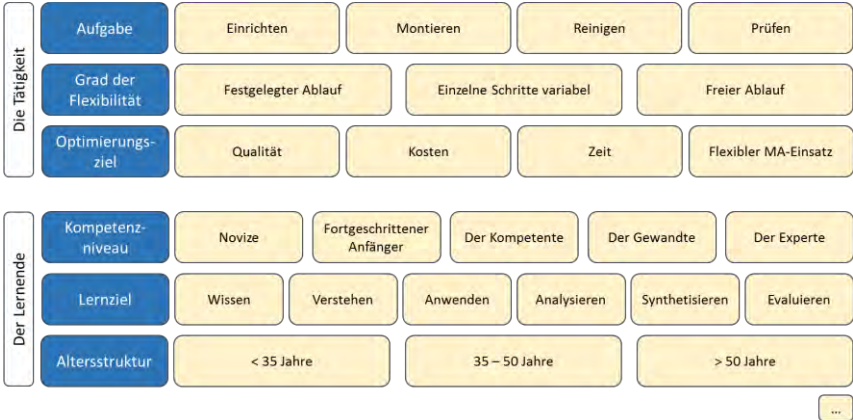 Die Tätigkeit
Aufgabe
Einrichten
Montieren
Reinigen
Prüfen
Grad der
Flexibilität
Festgelegter Ablauf
Einzelne Schritte variabel
Freier Ablauf
Optimierungs-
ziel
Qualität
Kosten
Zeit
Flexibler MA-Einsatz
Der Lernende
Kompetenz-
niveau
Novize
Fortgeschrittener
Anfänger
Der Kompetente
Der Gewandte
Der Experte
Lernziel
Wissen
Verstehen
Anwenden
Analysieren
Synthetisieren
Evaluieren
Altersstruktur
< 35 Jahre
35 – 50 Jahre
> 50 Jahre
...